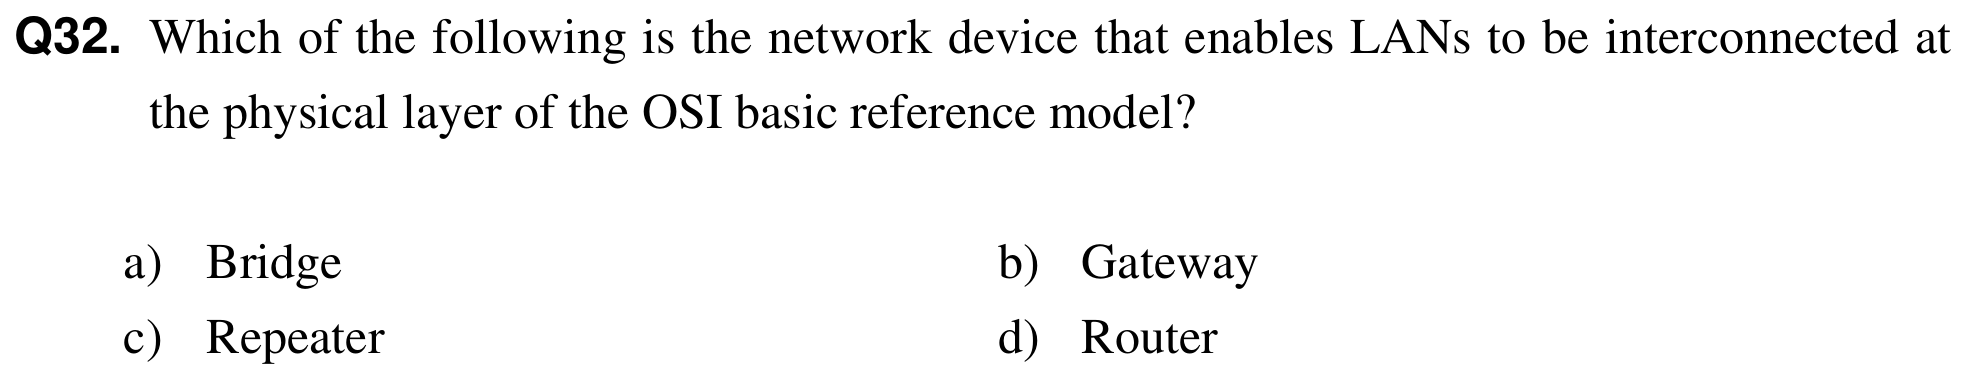 Q32. Which of the following is the network device that enables LANs to be interconnected at
the physical layer of the OSI basic reference model?
a) Bridge b) Gateway
c) Repeater d) Router